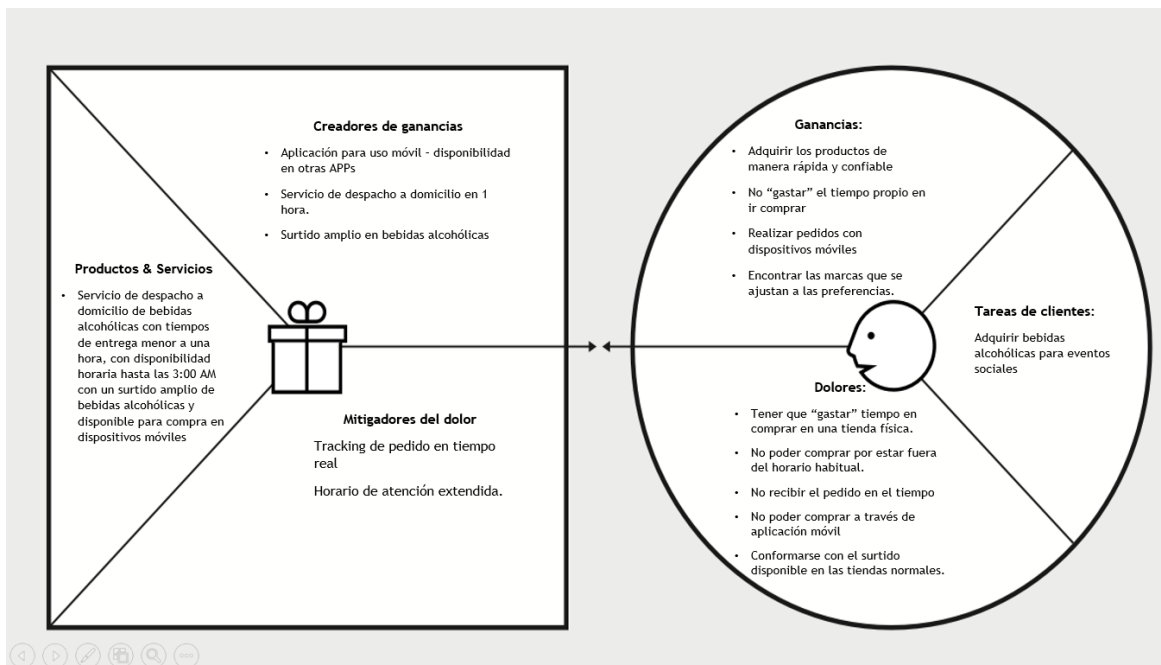 Creadores de ganancias
• Aplicación para uso móvil – disponibilidad
en otras APPs
• Servicio de despacho a domicilio en 1
hora.
• Surtido amplio en bebidas alcohólicas
Productos & Servicios
• Servicio de despacho a
domicilio de bebidas
alcohólicas con tiempos
de entrega menor a una
hora, con disponibilidad
horaria hasta las 3:00 AM
con un surtido amplio de
bebidas alcohólicas y
disponible para compra en
dispositivos móviles
Mitigadores del dolor
Tracking de pedido en tiempo
real
Horario de atención extendida.
Ganancias:
• Adquirir los productos de
manera rápida y confiable
• No “gastar” el tiempo propio en
ir comprar
• Realizar pedidos con
dispositivos móviles
• Encontrar las marcas que se
ajustan a las preferencias.
Tareas de clientes:
Adquirir bebidas
alcohólicas para eventos
sociales
Dolores:
• Tener que “gastar” tiempo en
comprar en una tienda física.
• No poder comprar por estar fuera
del horario habitual.
• No recibir el pedido en el tiempo
• No poder comprar a través de
aplicación móvil
• Conformarse con el surtido
disponible en las tiendas normales.